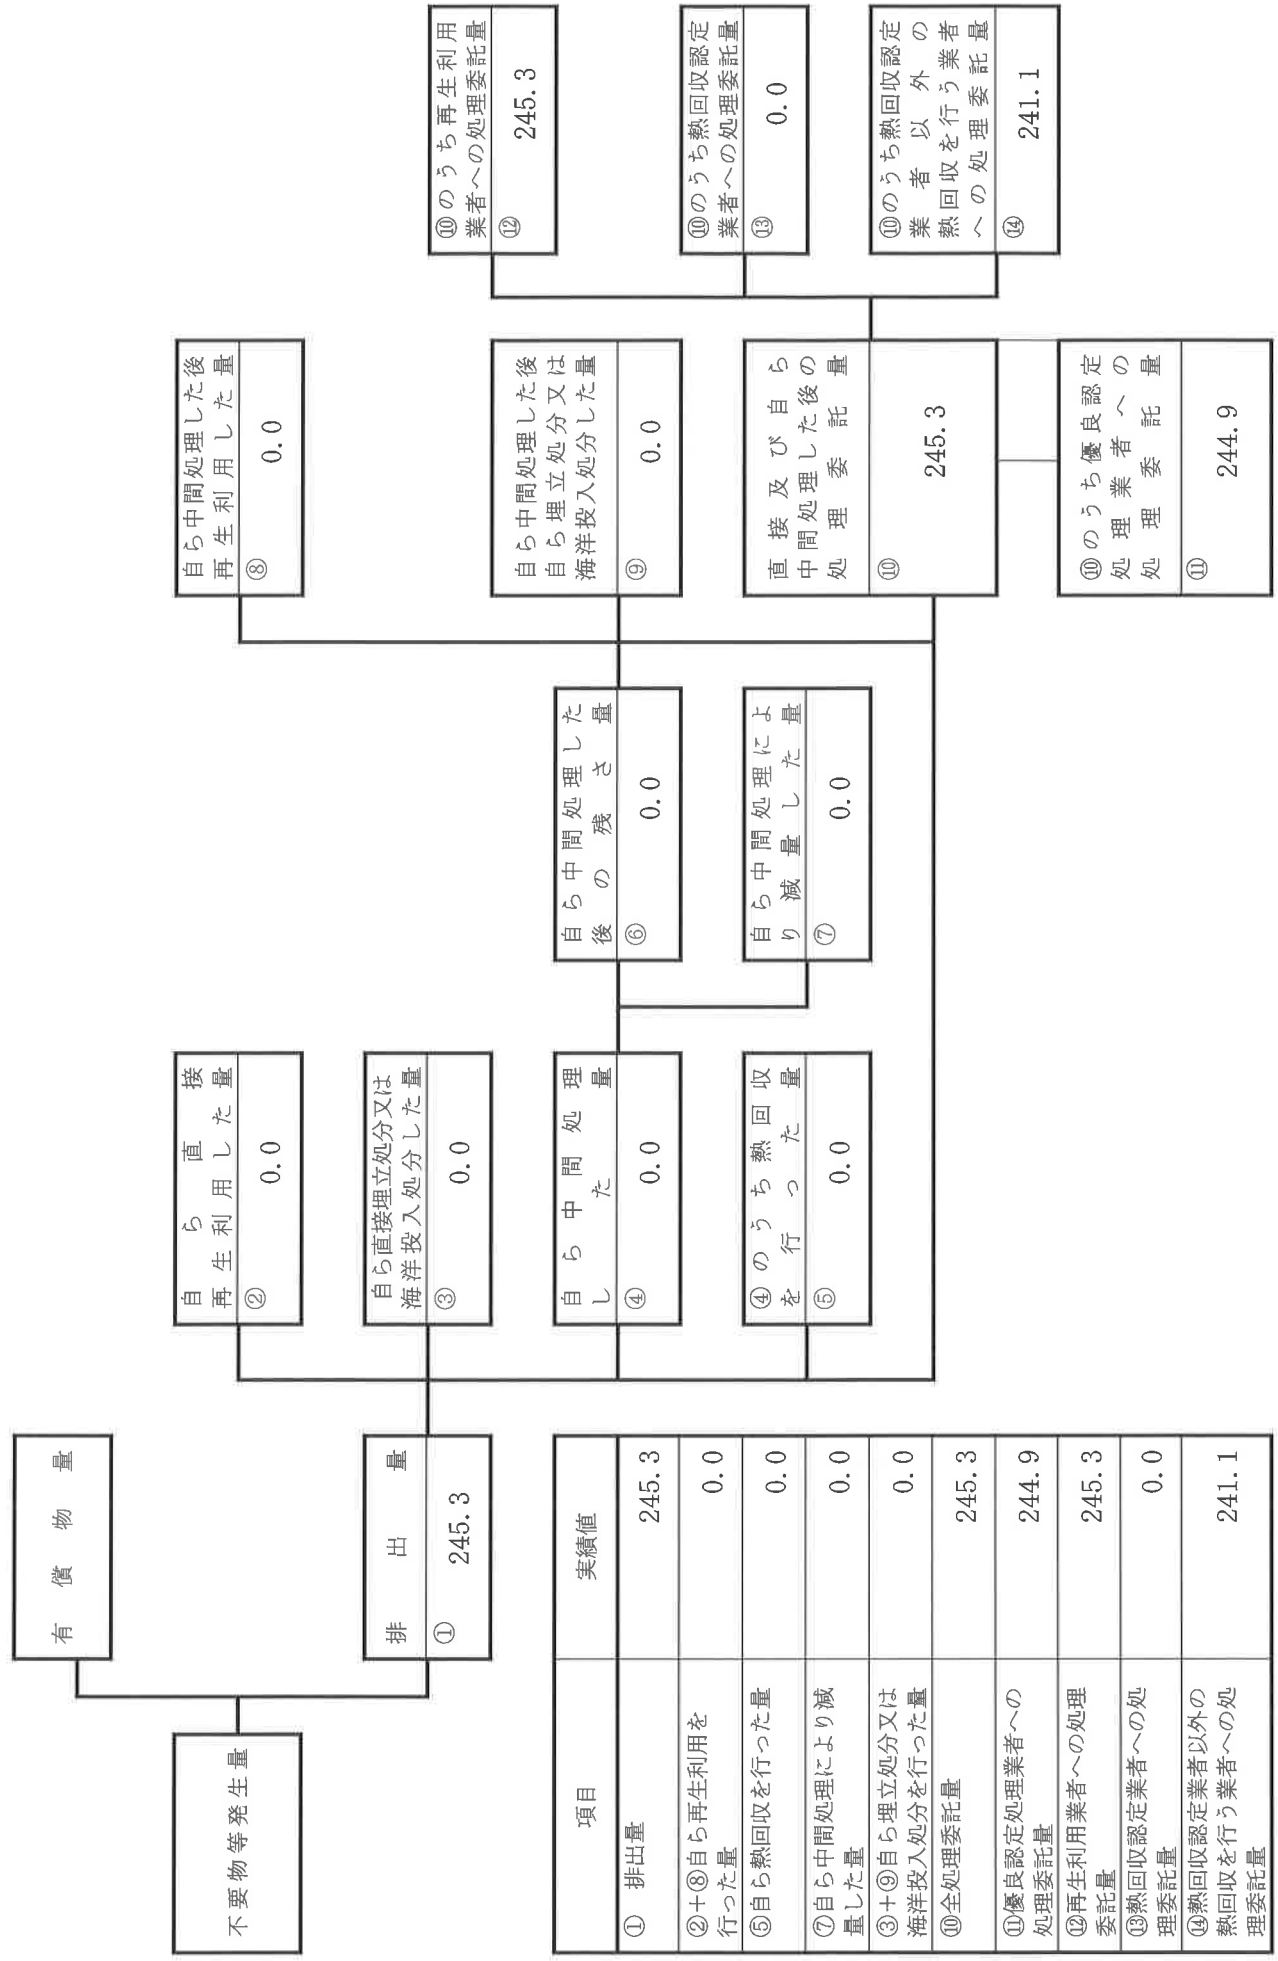 不要物等発生量
有償物量
排出量
①
245.3
自ら直接
再生利用した量
②
0.0
自ら直接埋立処分又は
海洋投入処分した量
③
0.0
自ら中間処理
した量
④
0.0
④のうち熱回収
を行った量
⑤
0.0
自ら中間処理した
後の残さ量
⑥
0.0
自ら中間処理によ
り減量した量
⑦
0.0
自ら中間処理した後
再生利用した量
⑧
0.0
自ら中間処理した後
自ら埋立処分又は
海洋投入処分した量
⑨
0.0
直接及び自ら
中間処理した後の
処理委託量
⑩
245.3
⑩のうち優良認定
処理業者への
処理委託量
⑪
244.9
⑩のうち再生利用
業者への処理委託量
⑫
245.3
⑩のうち熱回収認定
業者への処理委託量
⑬
0.0
⑩のうち熱回収認定
業者以外の
熱回収を行う業者
への処理委託量
⑭
241.1
項目 実績値
① 排出量 245.3
②+⑧自ら再生利用を
行った量 0.0
⑤自ら熱回収を行った量 0.0
⑦自ら中間処理により減
量した量 0.0
③+⑨自ら埋立処分又は
海洋投入処分を行った量 0.0
⑩全処理委託量 245.3
⑪優良認定処理業者への
処理委託量 244.9
⑫再生利用業者への処理
委託量 245.3
⑬熱回収認定業者への処
理委託量 0.0
⑭熱回収認定業者以外の
熱回収を行う業者への処
理委託量 241.1